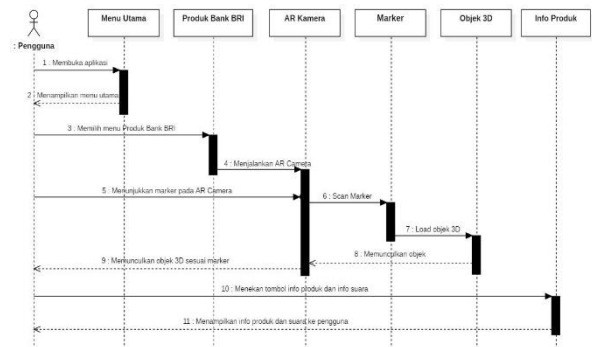 Menu Utama
Produk Bank BRI
AR Kamera
Marker
Objek 3D
Info Produk
: Pengguna
1 : Membuka aplikasi
2 : Menampilkan menu utama
3 : Memilih menu Produk Bank BRI
4 : Menjalankan AR Camera
5 : Menunjukkan marker pada AR Camera
6 : Scan Marker
7 : Load objek 3D
8 : Memunculkan objek
9 : Memunculkan objek 3D sesuai marker
10 : Menekan tombol info produk dan info suara
11 : Menampilkan info produk dan suara ke pengguna